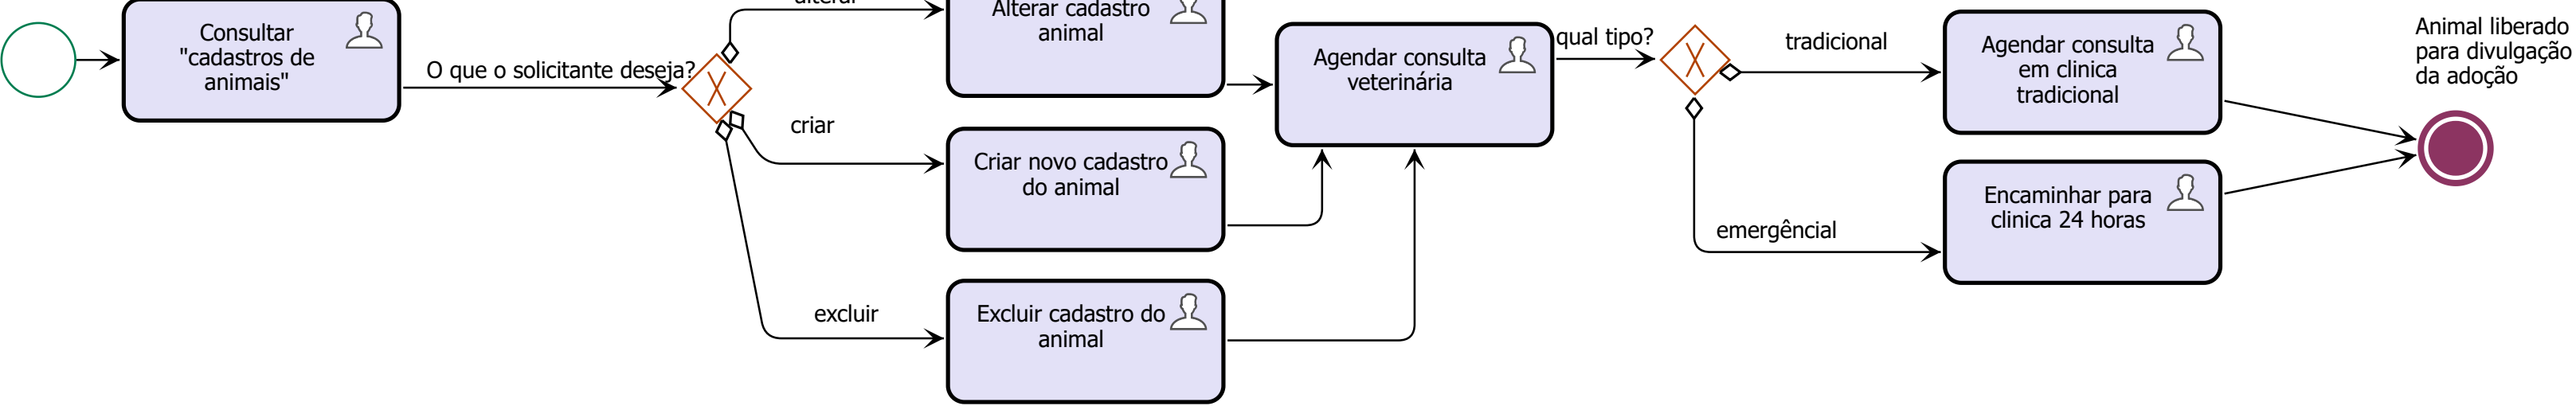 Consultar
"cadastros de
animais"
O que o solicitante deseja?
alterar
criar
excluir
Alterar cadastro
animal
Criar novo cadastro
do animal
Excluir cadastro do
animal
Agendar consulta
veterinária
qual tipo?
tradicional
emergêncial
Agendar consulta
em clinica
tradicional
Encaminhar para
clinica 24 horas
Animal liberado
para divulgação
da adoção